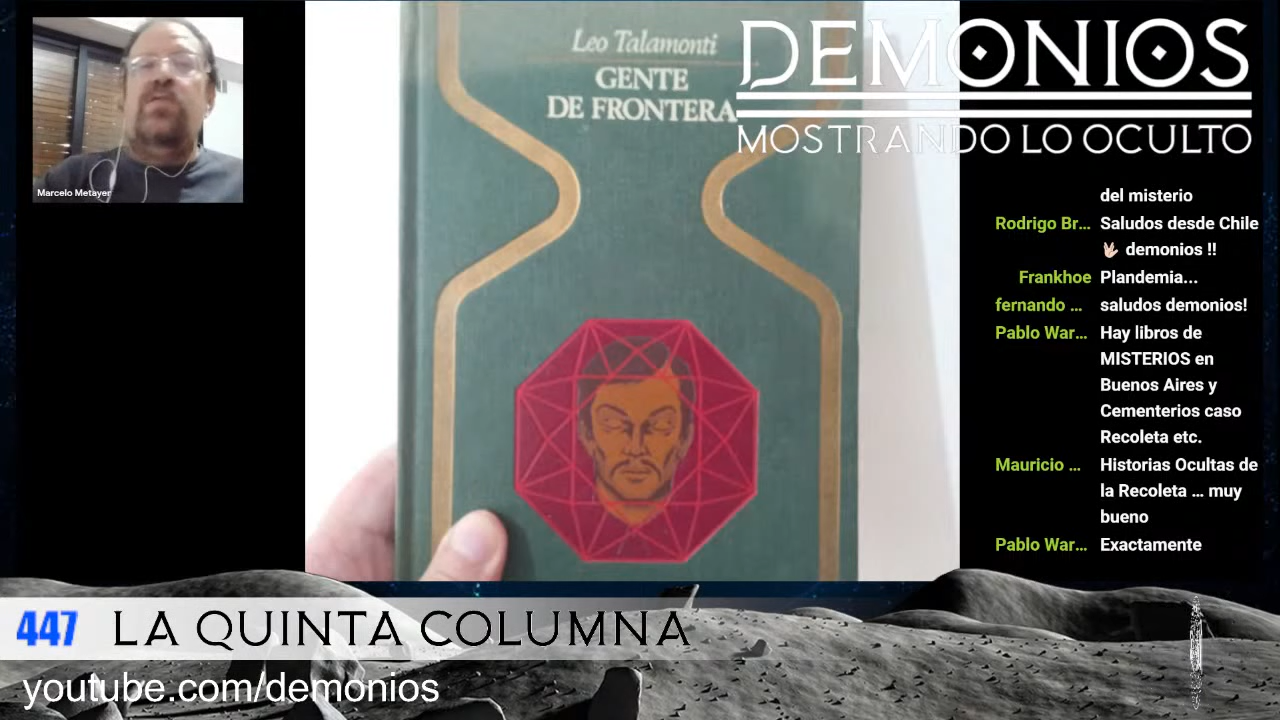 Leo Talamonti
GENTE
DE FRONTERA
DEMONIOS
MOSTRANDO LO OCULTO
Marcelo Metayer
del misterio
Rodrigo Br... Saludos desde Chile
🖖🏻 demonios !!
Frankhoe Plandemia...
fernando ... saludos demonios!
Pablo War... Hay libros de
MISTERIOS en
Buenos Aires y
Cementerios caso
Recoleta etc.
Mauricio ... Historias Ocultas de
la Recoleta ... muy
bueno
Pablo War... Exactamente
447 LA QUINTA COLUMNA
youtube.com/demonios